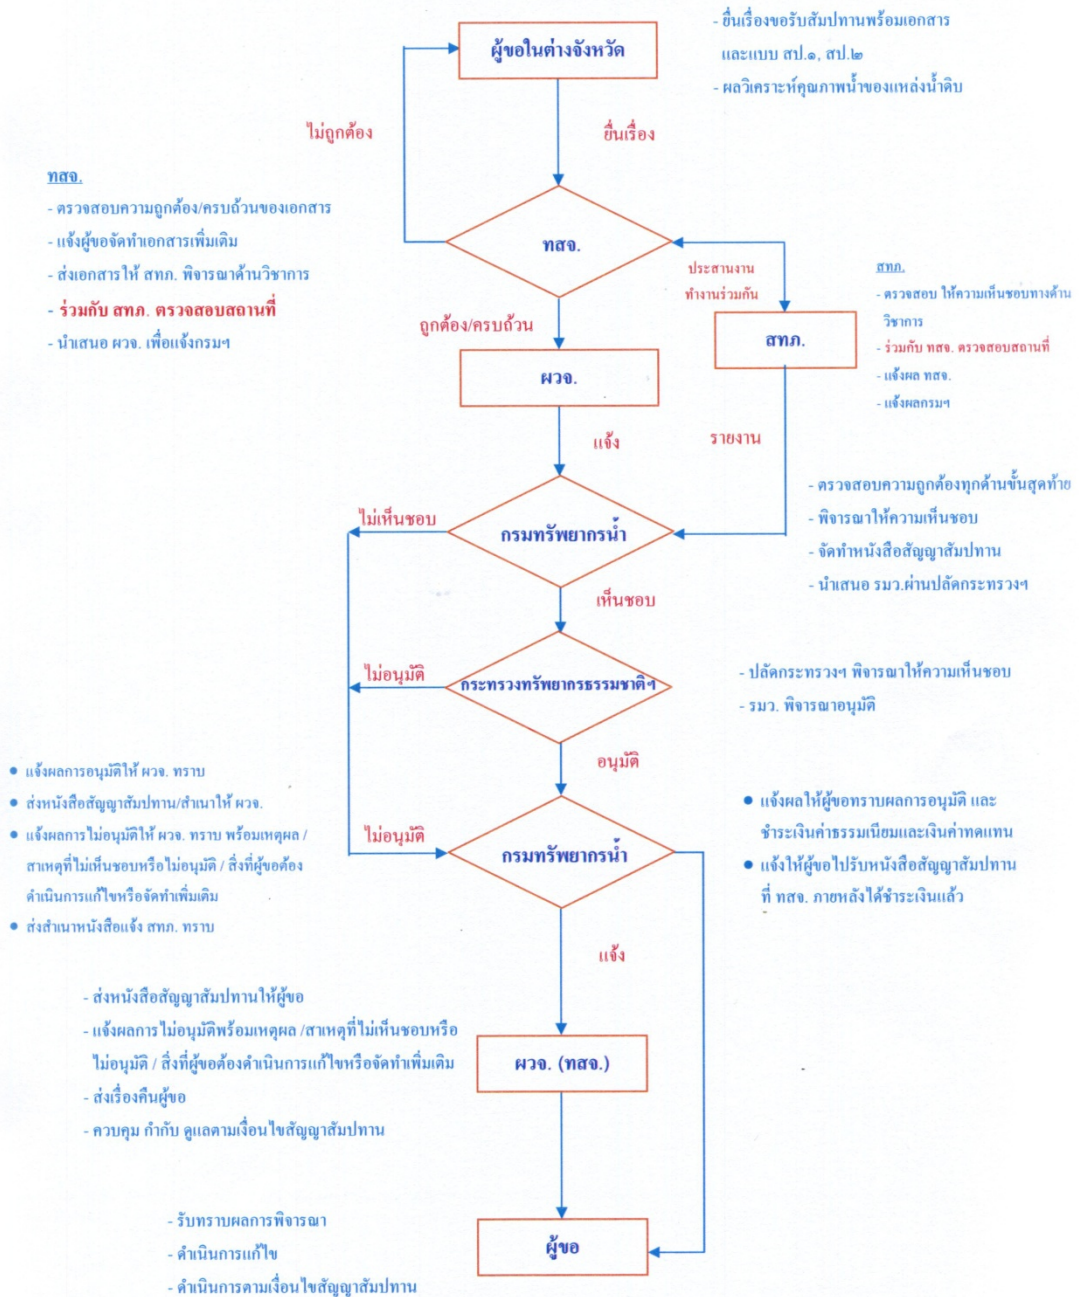 ผู้ขอในต่างจังหวัด
- ยื่นเรื่องขอรับสัมปทานพร้อมเอกสาร
และแบบ สป.๑, สป.๒
- ผลวิเคราะห์คุณภาพน้ำของแหล่งน้ำดิบ
ไม่ถูกต้อง
ยื่นเรื่อง
ทสจ.
- ตรวจสอบความถูกต้อง/ครบถ้วนของเอกสาร
- แจ้งผู้ขอจัดทำเอกสารเพิ่มเติม
- ส่งเอกสารให้ สทภ. พิจารณาด้านวิชาการ
- ร่วมกับ สทภ. ตรวจสอบสถานที่
- นำเสนอ ผวจ. เพื่อแจ้งกรมฯ
ทสจ.
ประสานงาน
ทำงานร่วมกัน
สทภ.
- ตรวจสอบ ให้ความเห็นชอบทางด้าน
วิชาการ
- ร่วมกับ ทสจ. ตรวจสอบสถานที่
- แจ้งผล ทสจ.
- แจ้งผลกรมฯ
ถูกต้อง/ครบถ้วน
สทภ.
ผวจ.
แจ้ง
รายงาน
- ตรวจสอบความถูกต้องทุกด้านขั้นสุดท้าย
- พิจารณาให้ความเห็นชอบ
- จัดทำหนังสือสัญญาสัมปทาน
- นำเสนอ รมว.ผ่านปลัดกระทรวงฯ
ไม่เห็นชอบ
กรมทรัพยากรน้ำ
เห็นชอบ
ไม่อนุมัติ
กระทรวงทรัพยากรธรรมชาติฯ
- ปลัดกระทรวงฯ พิจารณาให้ความเห็นชอบ
- รมว. พิจารณาอนุมัติ
อนุมัติ
• แจ้งผลการอนุมัติให้ ผวจ. ทราบ
• ส่งหนังสือสัญญาสัมปทาน/สำเนาให้ ผวจ.
• แจ้งผลการไม่อนุมัติให้ ผวจ. ทราบ พร้อมเหตุผล /
สาเหตุที่ไม่เห็นชอบหรือไม่อนุมัติ / สิ่งที่ผู้ขอต้อง
ดำเนินการแก้ไขหรือจัดทำเพิ่มเติม
• ส่งสำเนาหนังสือแจ้ง สทภ. ทราบ
ไม่อนุมัติ
กรมทรัพยากรน้ำ
• แจ้งผลให้ผู้ขอทราบผลการอนุมัติ และ
ชำระเงินค่าธรรมเนียมและเงินค่าทดแทน
• แจ้งให้ผู้ขอไปรับหนังสือสัญญาสัมปทาน
ที่ ทสจ. ภายหลังได้ชำระเงินแล้ว
แจ้ง
- ส่งหนังสือสัญญาสัมปทานให้ผู้ขอ
- แจ้งผลการไม่อนุมัติพร้อมเหตุผล /สาเหตุที่ไม่เห็นชอบหรือ
ไม่อนุมัติ / สิ่งที่ผู้ขอต้องดำเนินการแก้ไขหรือจัดทำเพิ่มเติม
- ส่งเรื่องคืนผู้ขอ
- ควบคุม กำกับ ดูแลตามเงื่อนไขสัญญาสัมปทาน
ผวจ. (ทสจ.)
- รับทราบผลการพิจารณา
- ดำเนินการแก้ไข
- ดำเนินการตามเงื่อนไขสัญญาสัมปทาน
ผู้ขอ